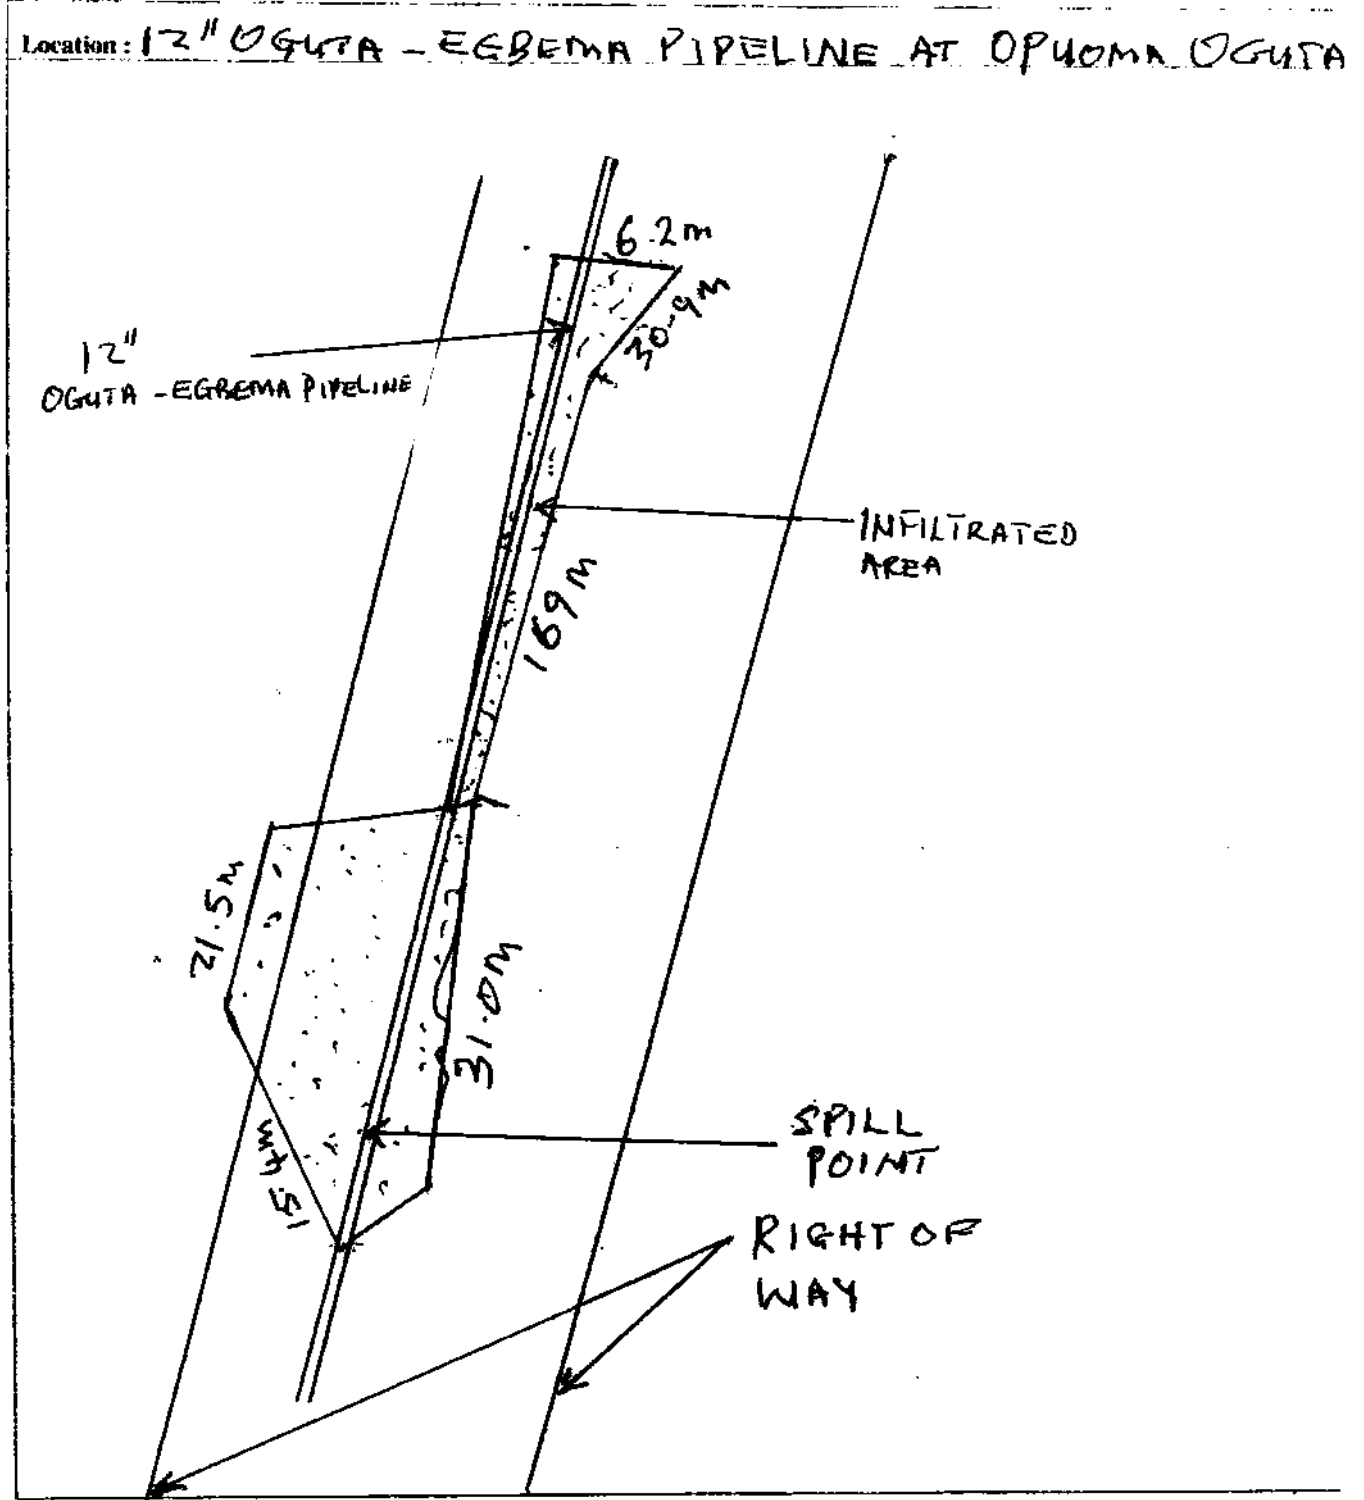 Location: 12" OGUTA - EGBEMA PIPELINE AT OPUOMA OGUTA
6.2m
30.9m
12"
OGUTA - EGBEMA PIPELINE
INFILTRATED
AREA
169m
21.5m
31.0m
15.4m
SPILL
POINT
RIGHT OF
WAY